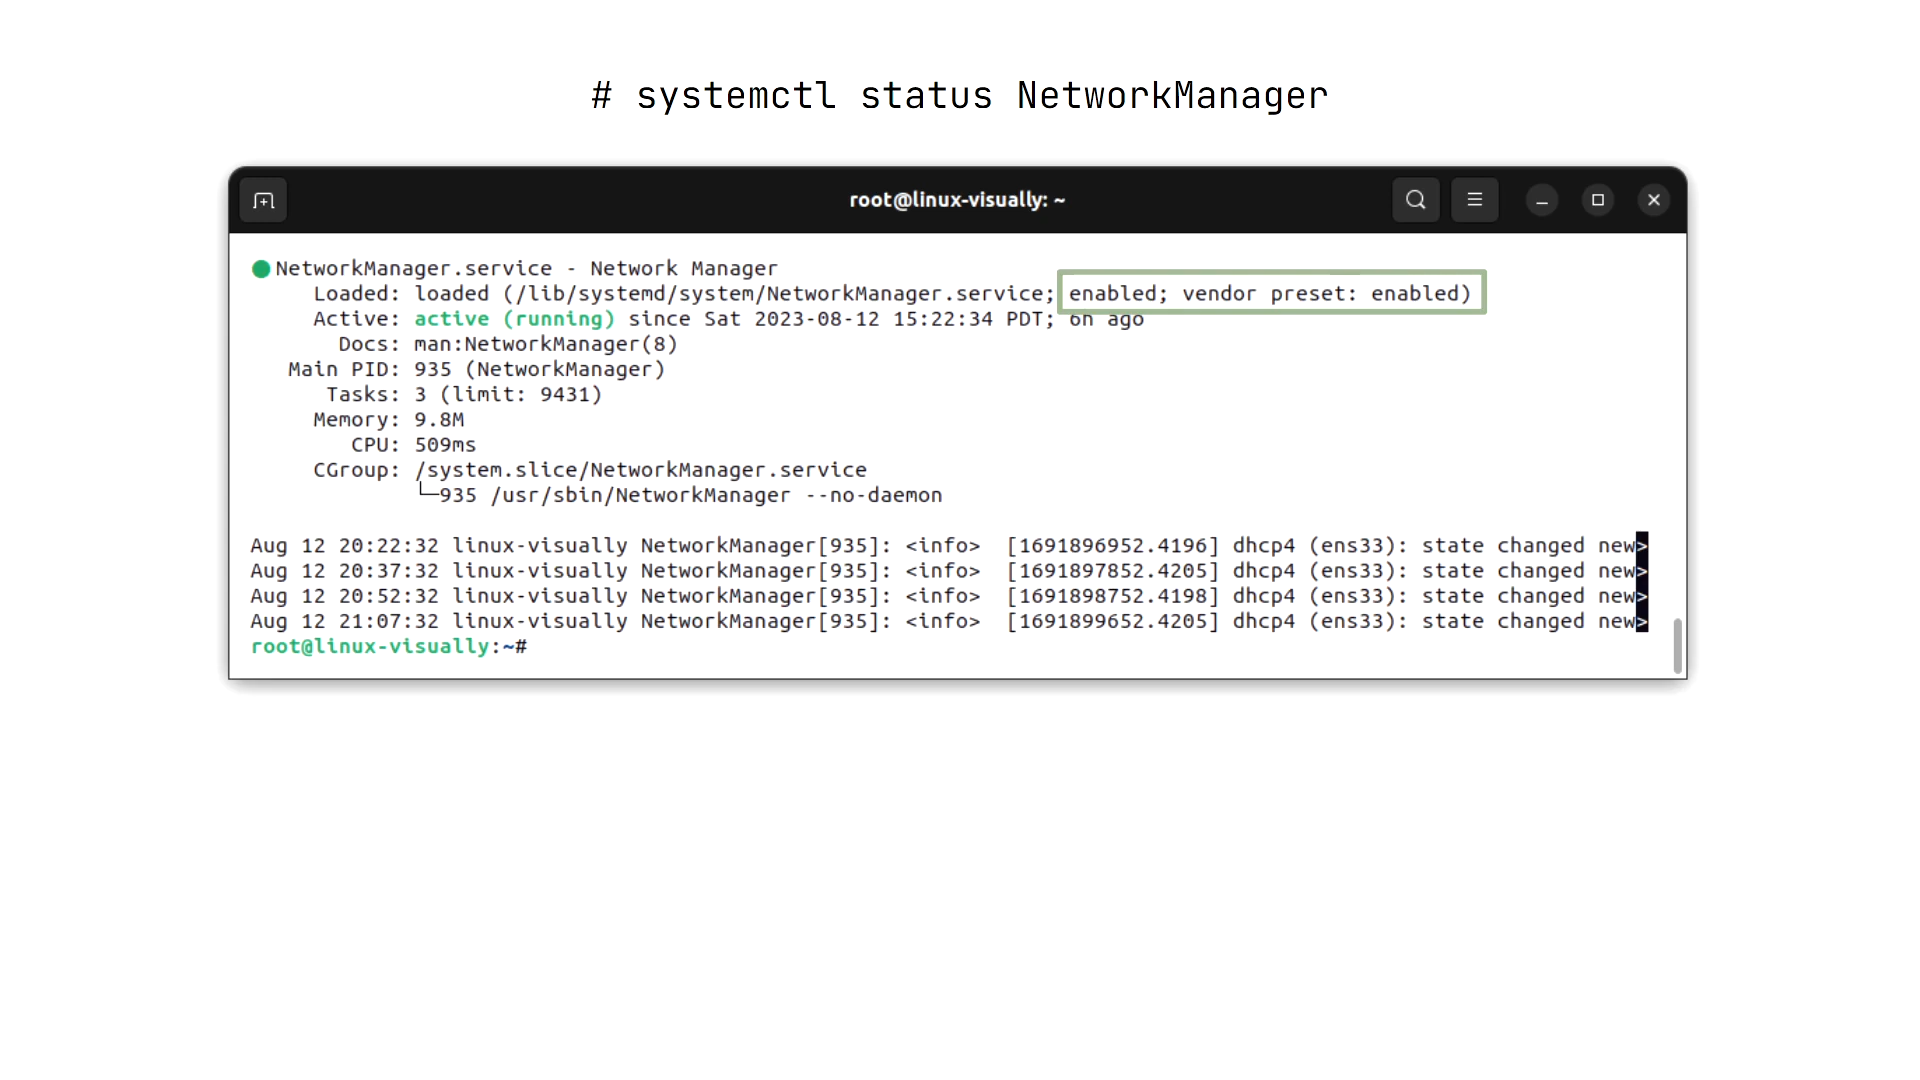 # systemctl status NetworkManager
root@linux-visually: ~
NetworkManager.service - Network Manager
Loaded: loaded (/lib/systemd/system/NetworkManager.service; enabled; vendor preset: enabled)
Active: active (running) since Sat 2023-08-12 15:22:34 PDT; 6h ago
Docs: man:NetworkManager(8)
Main PID: 935 (NetworkManager)
Tasks: 3 (limit: 9431)
Memory: 9.8M
CPU: 509ms
CGroup: /system.slice/NetworkManager.service
└─935 /usr/sbin/NetworkManager --no-daemon
Aug 12 20:22:32 linux-visually NetworkManager[935]: <info>  [1691896952.4196] dhcp4 (ens33): state changed new>
Aug 12 20:37:32 linux-visually NetworkManager[935]: <info>  [1691897852.4205] dhcp4 (ens33): state changed new>
Aug 12 20:52:32 linux-visually NetworkManager[935]: <info>  [1691898752.4198] dhcp4 (ens33): state changed new>
Aug 12 21:07:32 linux-visually NetworkManager[935]: <info>  [1691899652.4205] dhcp4 (ens33): state changed new>
root@linux-visually:~#